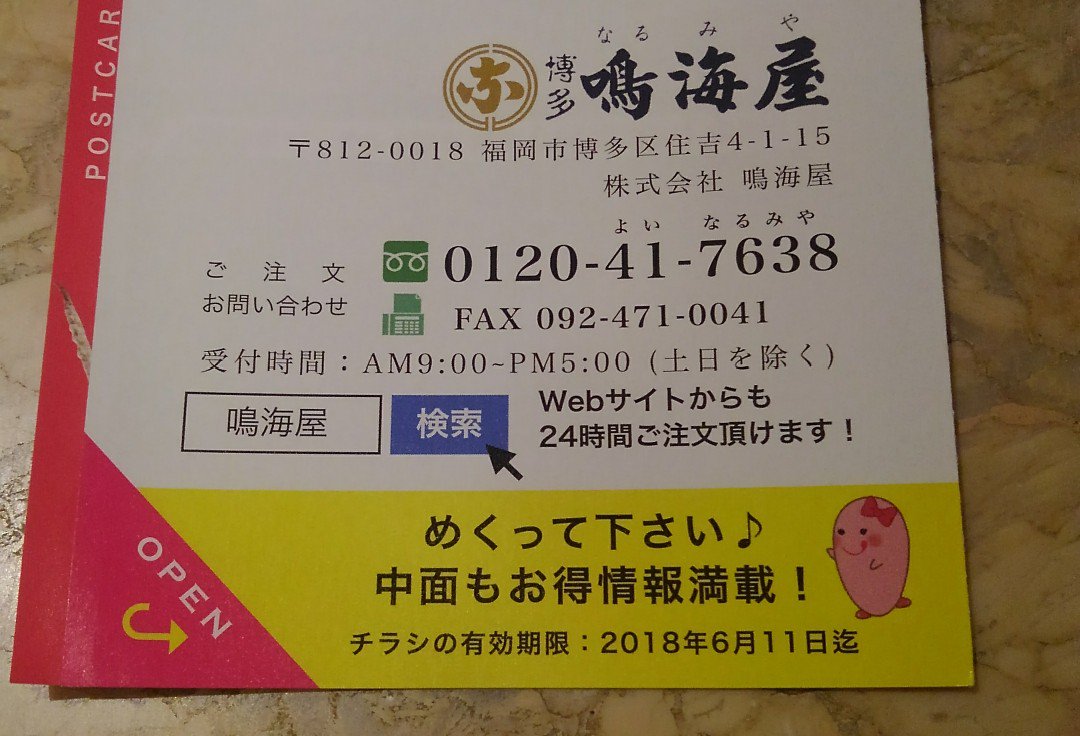 POSTCAR
なるみや
博多 鳴海屋
〒812-0018 福岡市博多区住吉4-1-15
株式会社 鳴海屋
よい なるみや
ご注文
お問い合わせ
0120-41-7638
FAX 092-471-0041
受付時間：AM9:00~PM5:00 (土日を除く)
鳴海屋 検索
Webサイトからも
24時間ご注文頂けます！
OPEN
めくって下さい♪
中面もお得情報満載！
チラシの有効期限：2018年6月11日迄